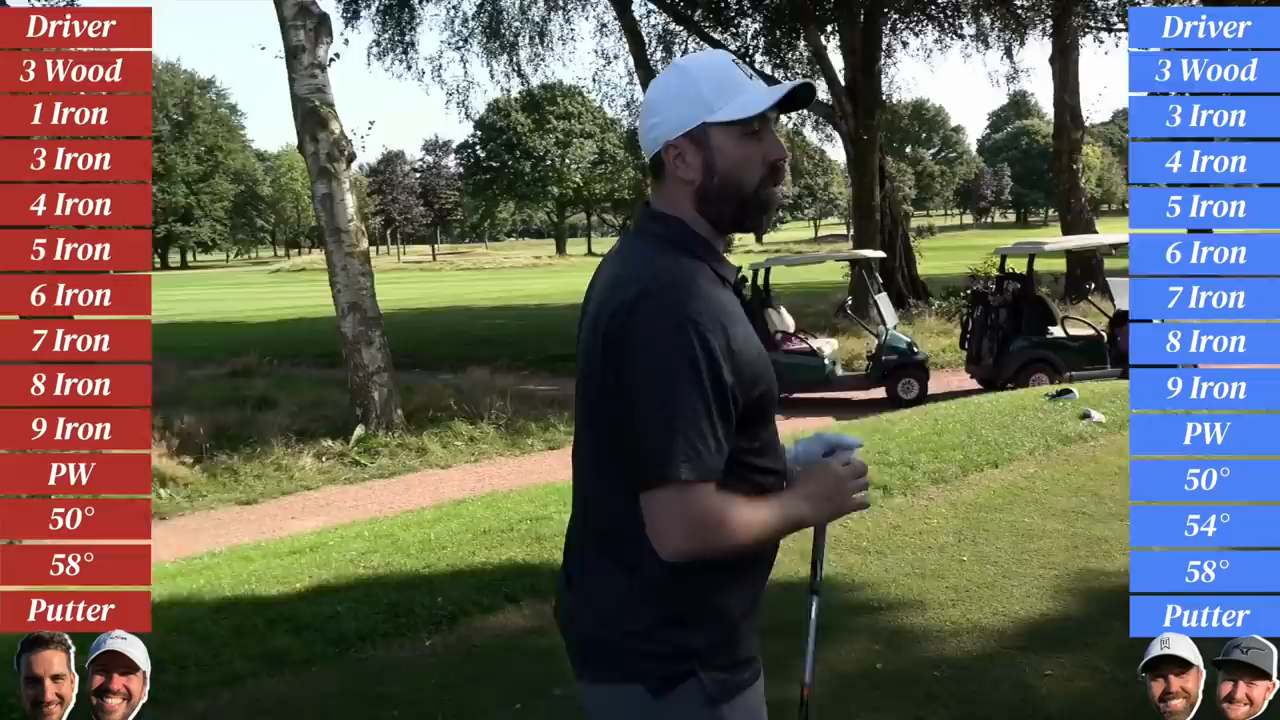 Driver
3 Wood
1 Iron
3 Iron
4 Iron
5 Iron
6 Iron
7 Iron
8 Iron
9 Iron
PW
50°
58°
Putter
Driver
3 Wood
3 Iron
4 Iron
5 Iron
6 Iron
7 Iron
8 Iron
9 Iron
PW
50°
54°
58°
Putter